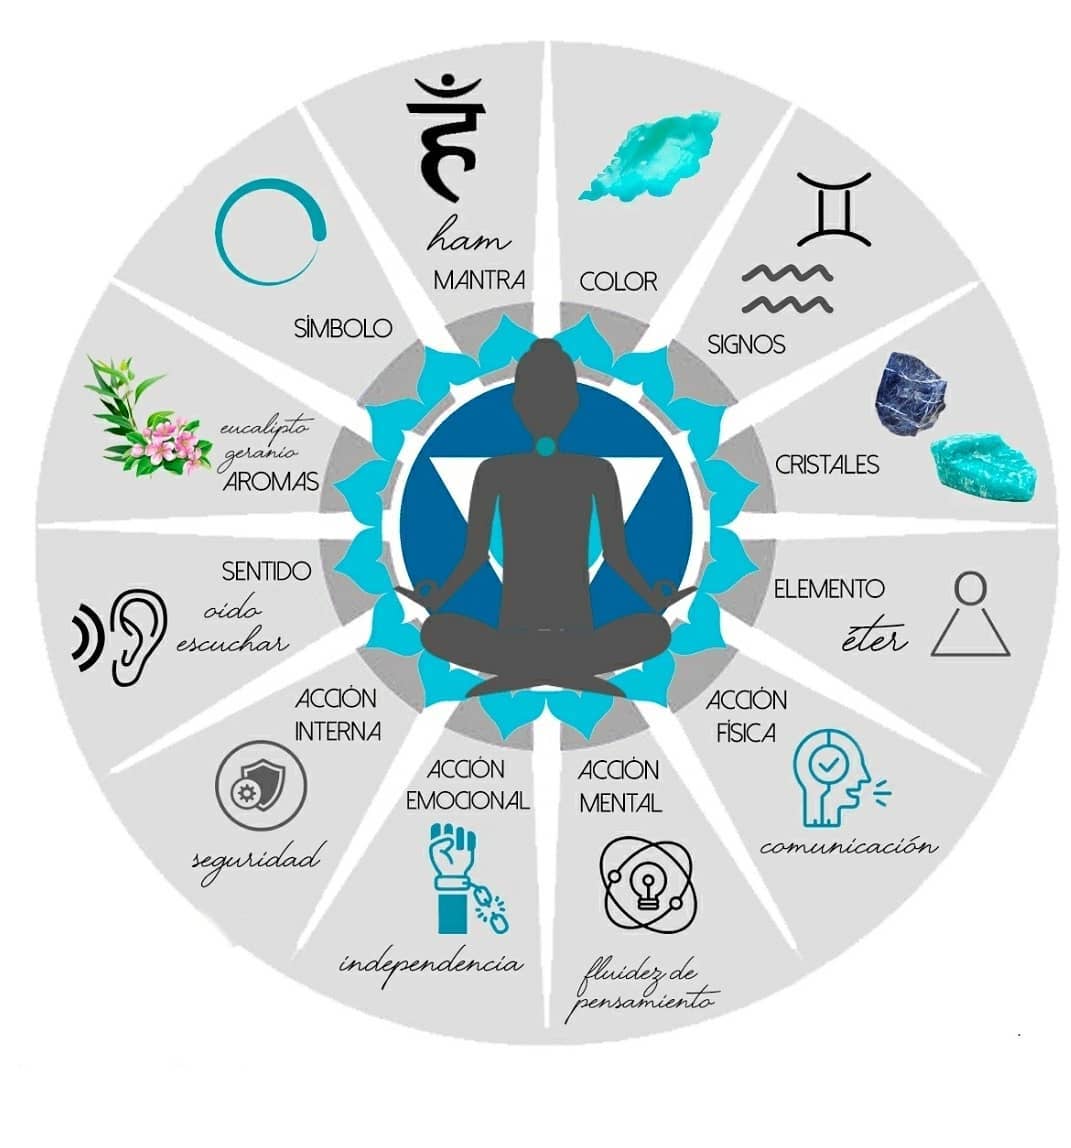 हँ
ham
MANTRA
COLOR
SIGNOS
CRISTALES
ELEMENTO
éter
ACCIÓN
FÍSICA
comunicación
ACCIÓN
MENTAL
fluidez de
pensamiento
ACCIÓN
EMOCIONAL
independencia
ACCIÓN
INTERNA
seguridad
SENTIDO
oido
escuchar
eucalipto
geranio
AROMAS
SÍMBOLO